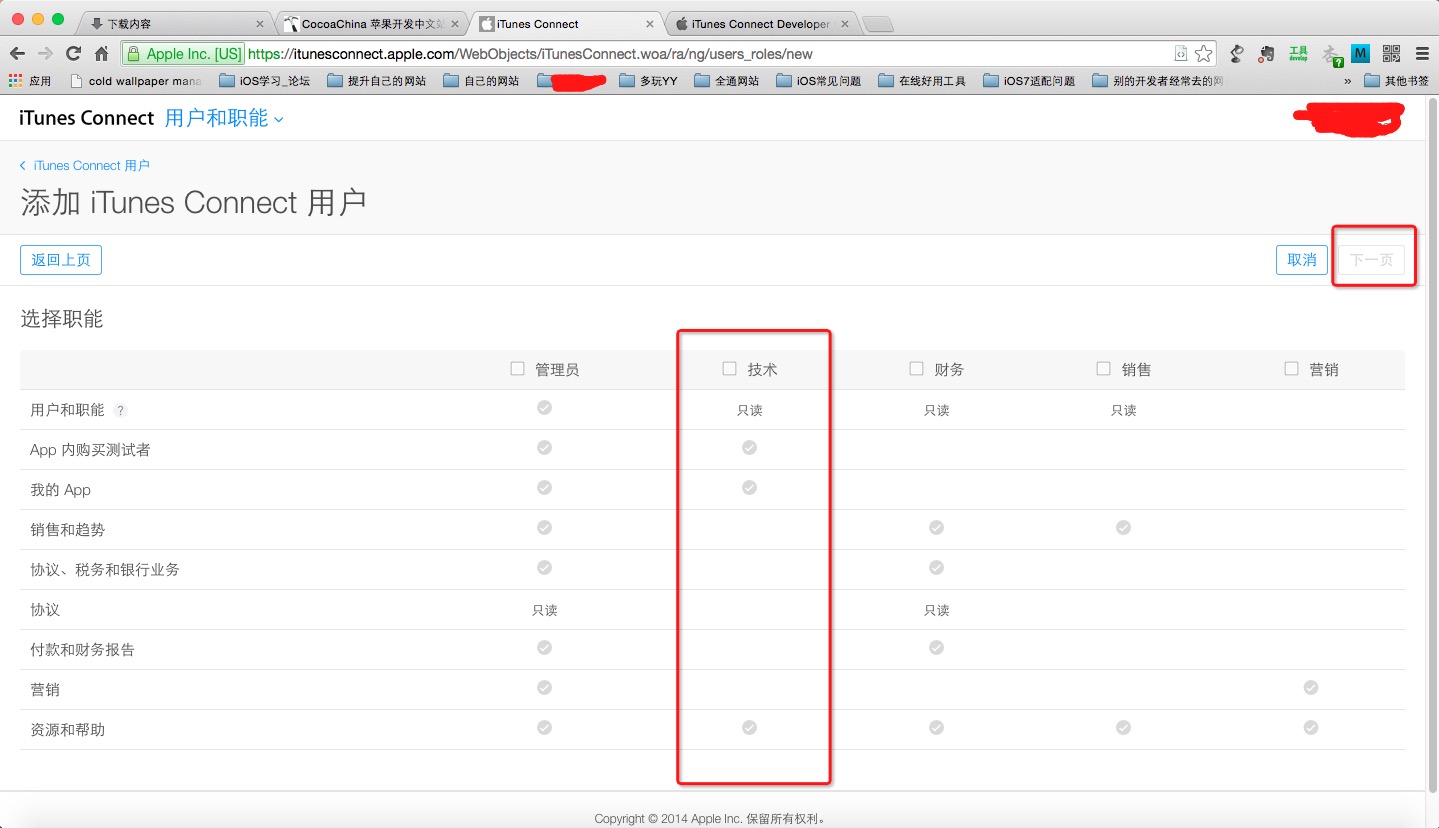 下载内容
CocoaChina 苹果开发中文站
iTunes Connect
iTunes Connect Developer
Apple Inc. [US]
https://itunesconnect.apple.com/WebObjects/iTunesConnect.woa/ra/ng/users_roles/new
工具
develop
M
?
应用
cold wallpaper mana
iOS学习_论坛
提升自己的网站
自己的网站
多玩YY
全通网站
iOS常见问题
在线好用工具
iOS7适配问题
别的开发者经常去的网
»
其他书签
iTunes Connect 用户和职能
iTunes Connect 用户
添加 iTunes Connect 用户
返回上页
取消
下一页
选择职能
管理员 技术 财务 销售 营销
用户和职能 ? 只读 只读 只读
App 内购买测试者
我的 App
销售和趋势
协议、税务和银行业务
协议 只读 只读
付款和财务报告
营销
资源和帮助
Copyright © 2014 Apple Inc. 保留所有权利。